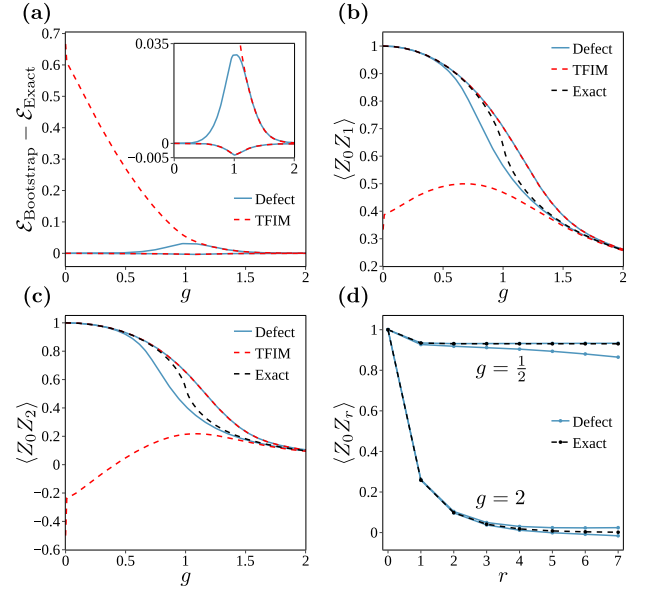 (a)
0.7
0.6
0.5
0.4
0.3
0.2
0.1
0
ℰ_Bootstrap − ℰ_Exact
0.035
0
−0.005
0 1 2
Defect
TFIM
0 0.5 1 1.5 2
g
(b)
1
0.9
0.8
0.7
0.6
0.5
0.4
0.3
0.2
⟨Z₀Z₁⟩
Defect
TFIM
Exact
0 0.5 1 1.5 2
g
(c)
1
0.8
0.6
0.4
0.2
0
−0.2
−0.4
−0.6
⟨Z₀Z₂⟩
Defect
TFIM
Exact
0 0.5 1 1.5 2
g
(d)
1
0.8
0.6
0.4
0.2
0
⟨Z₀Zᵣ⟩
g = 1/2
Defect
Exact
g = 2
0 1 2 3 4 5 6 7
r